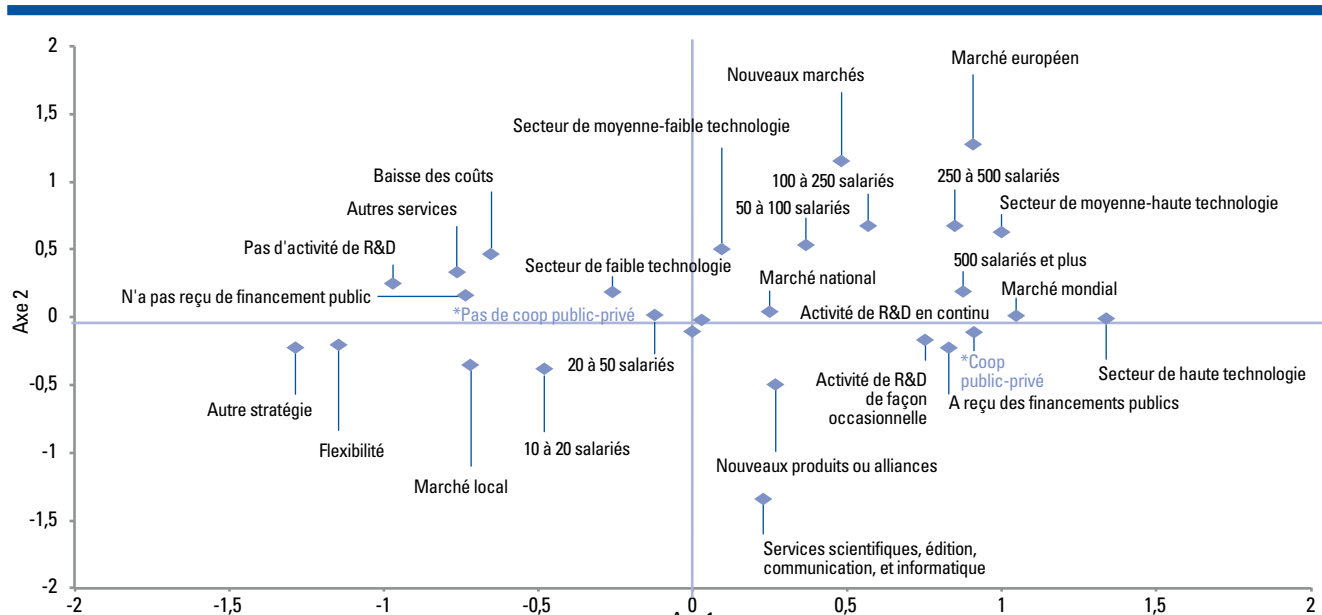 2
Marché européen
Nouveaux marchés
1,5
Secteur de moyenne-faible technologie
Baisse des coûts
100 à 250 salariés
250 à 500 salariés
1
Autres services
50 à 100 salariés
Secteur de moyenne-haute technologie
Pas d'activité de R&D
0,5
Secteur de faible technologie
500 salariés et plus
Marché national
Marché mondial
N'a pas reçu de financement public
*Pas de coop public-privé
Activité de R&D en continu
Axe 2
0
20 à 50 salariés
*Coop
public-privé
Activité de R&D
de façon
occasionnelle
Secteur de haute technologie
-0,5
A reçu des financements publics
Autre stratégie
Flexibilité
10 à 20 salariés
-1
Nouveaux produits ou alliances
Marché local
-1,5
Services scientifiques, édition,
communication, et informatique
-2
-2
-1,5
-1
-0,5
0
0,5
1
1,5
2